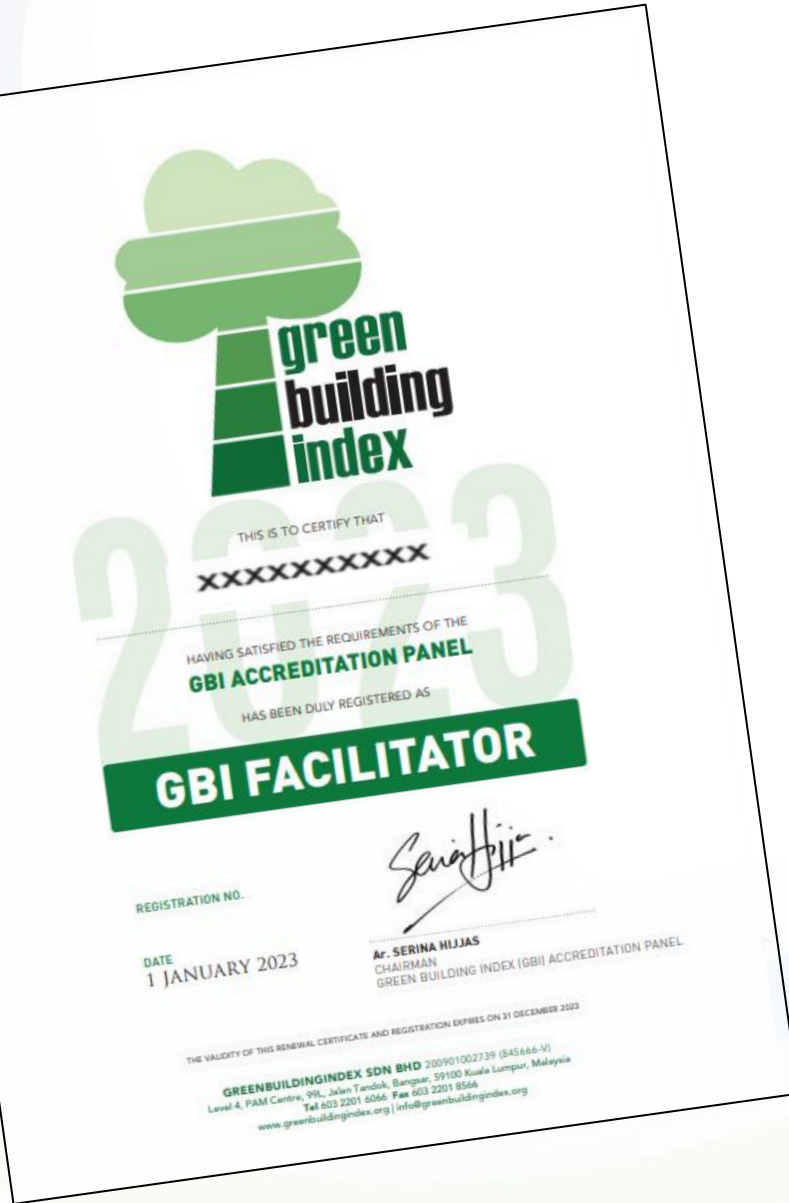 green
building
index
2023
THIS IS TO CERTIFY THAT
XXXXXXXXXX
HAVING SATISFIED THE REQUIREMENTS OF THE
GBI ACCREDITATION PANEL
HAS BEEN DULY REGISTERED AS
GBI FACILITATOR
Serina Hijjas
REGISTRATION NO.
DATE
1 JANUARY 2023
Ar. SERINA HIJJAS
CHAIRMAN
GREEN BUILDING INDEX (GBI) ACCREDITATION PANEL
THE VALIDITY OF THIS RENEWAL CERTIFICATE AND REGISTRATION EXPIRES ON 31 DECEMBER 2023
GREENBUILDINGINDEX SDN BHD 200901002739 (845666-V)
Level 4, PAM Centre, 99L, Jalan Tandok, Bangsar, 59100 Kuala Lumpur, Malaysia
Tel 603 2201 6066 Fax 603 2201 8566
www.greenbuildingindex.org | info@greenbuildingindex.org